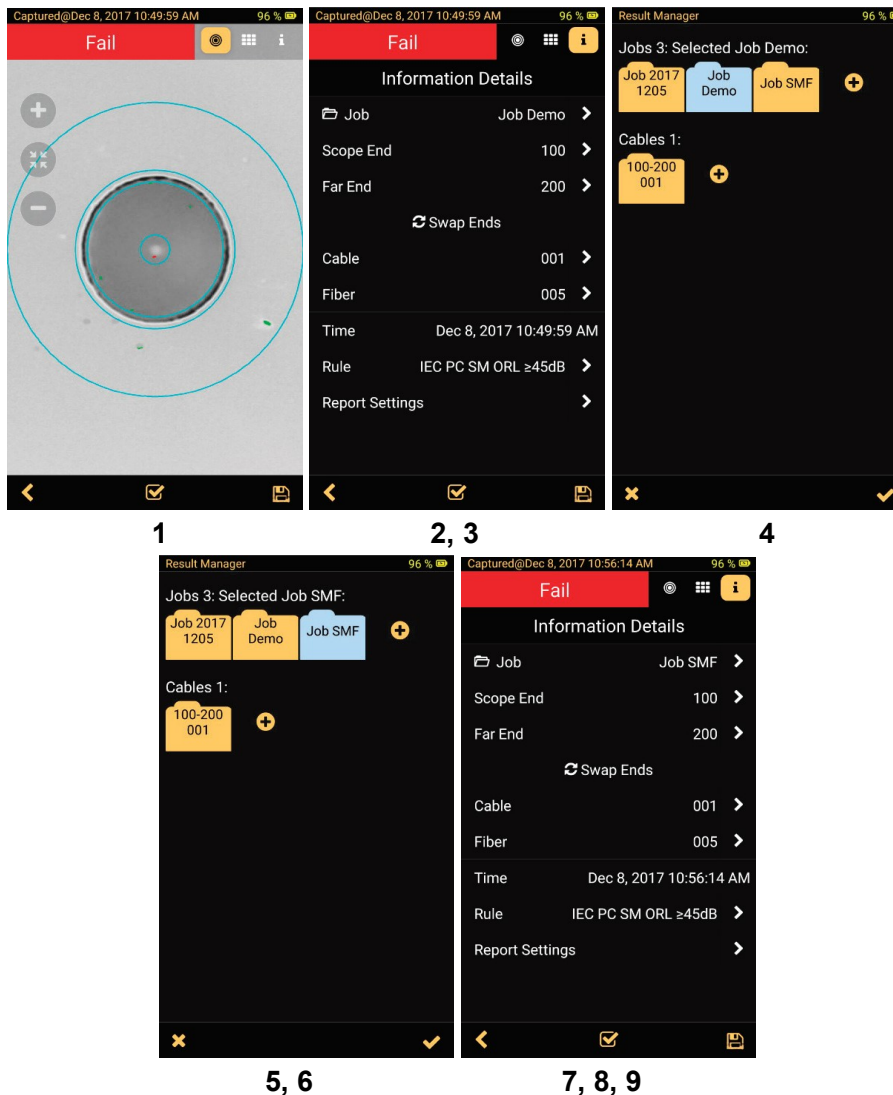 Captured@Dec 8, 2017 10:49:59 AM 96 %
Fail i
1
Captured@Dec 8, 2017 10:49:59 AM 96 %
Fail i
Information Details
Job Job Demo
Scope End 100
Far End 200
Swap Ends
Cable 001
Fiber 005
Time Dec 8, 2017 10:49:59 AM
Rule IEC PC SM ORL ≥45dB
Report Settings
2, 3
Result Manager 96 %
Jobs 3: Selected Job Demo:
Job 2017 Job Job SMF
1205 Demo
Cables 1:
100-200
001
4
Result Manager 96 %
Jobs 3: Selected Job SMF:
Job 2017 Job Job SMF
1205 Demo
Cables 1:
100-200
001
5, 6
Captured@Dec 8, 2017 10:56:14 AM 96 %
Fail i
Information Details
Job Job SMF
Scope End 100
Far End 200
Swap Ends
Cable 001
Fiber 005
Time Dec 8, 2017 10:56:14 AM
Rule IEC PC SM ORL ≥45dB
Report Settings
7, 8, 9